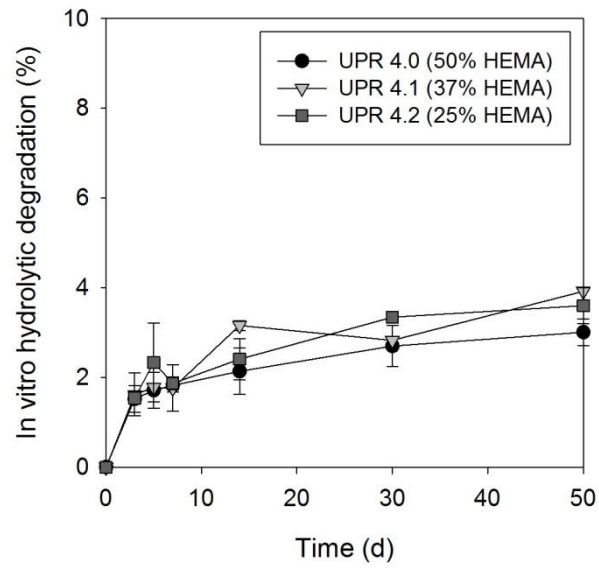 10
8
6
4
2
0
In vitro hydrolytic degradation (%)
UPR 4.0 (50% HEMA)
UPR 4.1 (37% HEMA)
UPR 4.2 (25% HEMA)
0 10 20 30 40 50
Time (d)